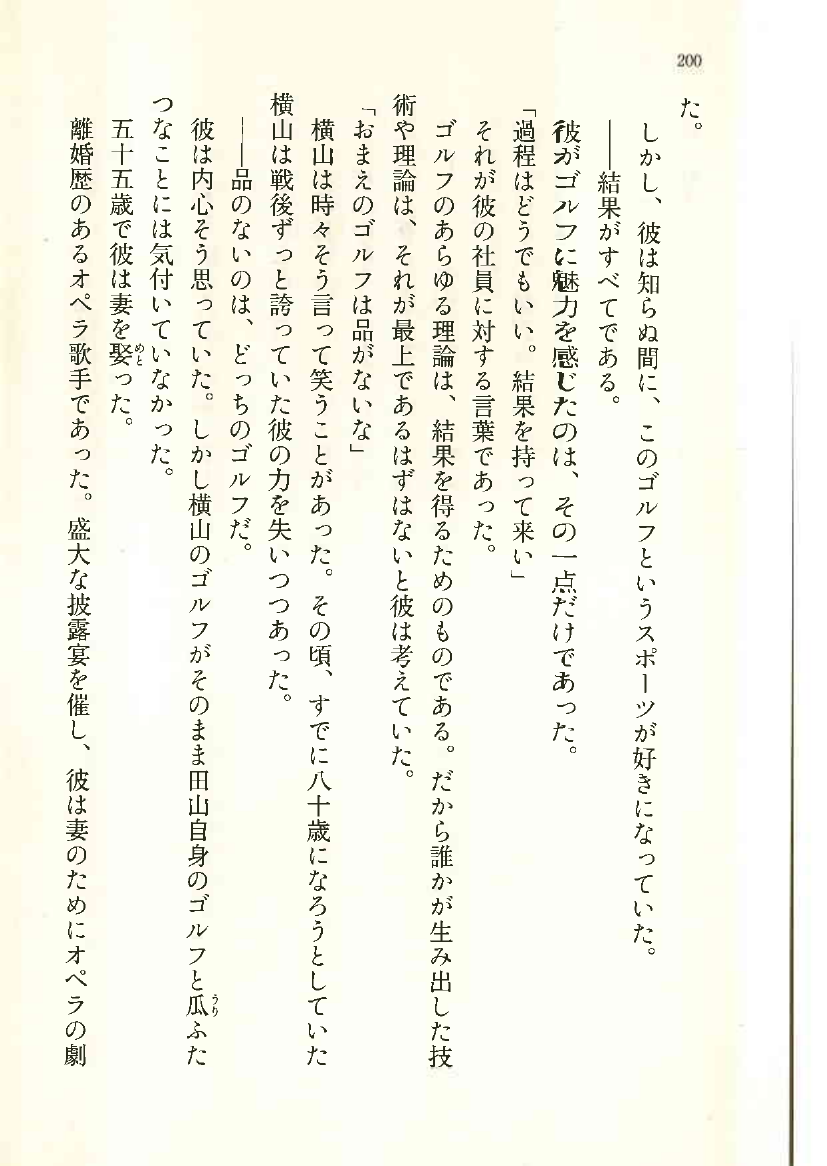 200
た。
しかし、彼は知らぬ間に、このゴルフというスポーツが好きになっていた。
――結果がすべてである。
彼がゴルフに魅力を感じたのは、その一点だけであった。
「過程はどうでもいい。結果を持って来い」
それが彼の社員に対する言葉であった。
ゴルフのあらゆる理論は、結果を得るためのものである。だから誰かが生み出した技
術や理論は、それが最上であるはずはないと彼は考えていた。
「おまえのゴルフは品がないな」
横山は時々そう言って笑うことがあった。その頃、すでに八十歳になろうとしていた
横山は戦後ずっと誇っていた彼の力を失いつつあった。
――品のないのは、どっちのゴルフだ。
彼は内心そう思っていた。しかし横山のゴルフがそのまま田山自身のゴルフと瓜うりふた
つなことには気付いていなかった。
五十五歳で彼は妻を娶めとった。
離婚歴のあるオペラ歌手であった。盛大な披露宴を催し、彼は妻のためにオペラの劇